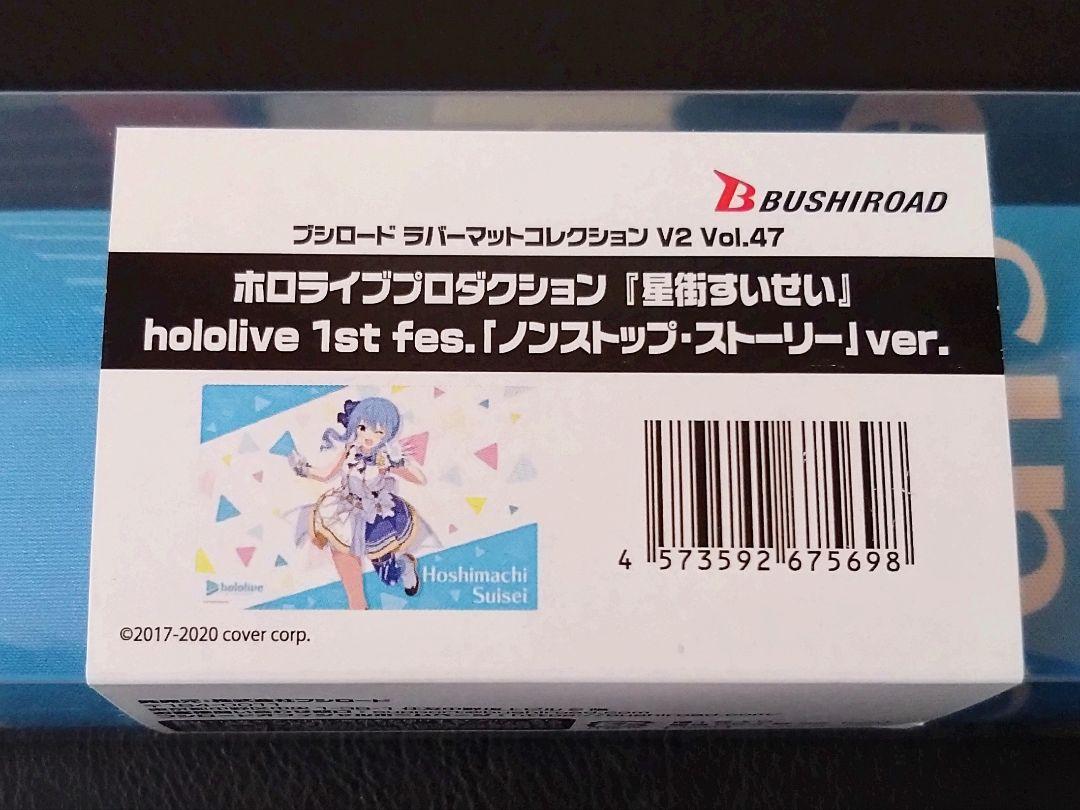 BUSHIROAD
ブシロード ラバーマットコレクション V2 Vol.47
ホロライブプロダクション『星街すいせい』
hololive 1st fes.「ノンストップ・ストーリー」ver.
hololive
Hoshimachi
Suisei
4 573592 675698
©2017-2020 cover corp.